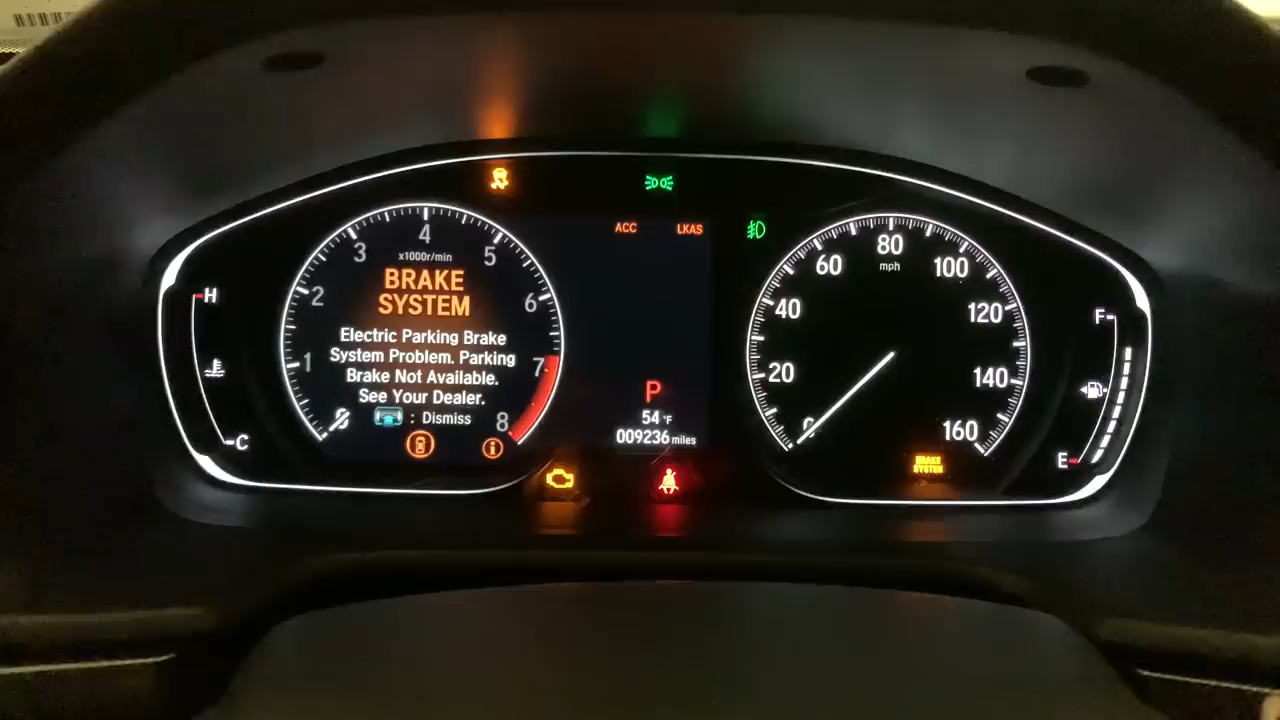 ACC LKAS
4
3 5
x1000r/min
BRAKE
SYSTEM
2 6
Electric Parking Brake
System Problem. Parking
Brake Not Available.
See Your Dealer.
: Dismiss
1 7
8
H
C
P
54 °F
009236 miles
80
mph
60 100
40 120
20 140
0 160
BRAKE
SYSTEM
F
E